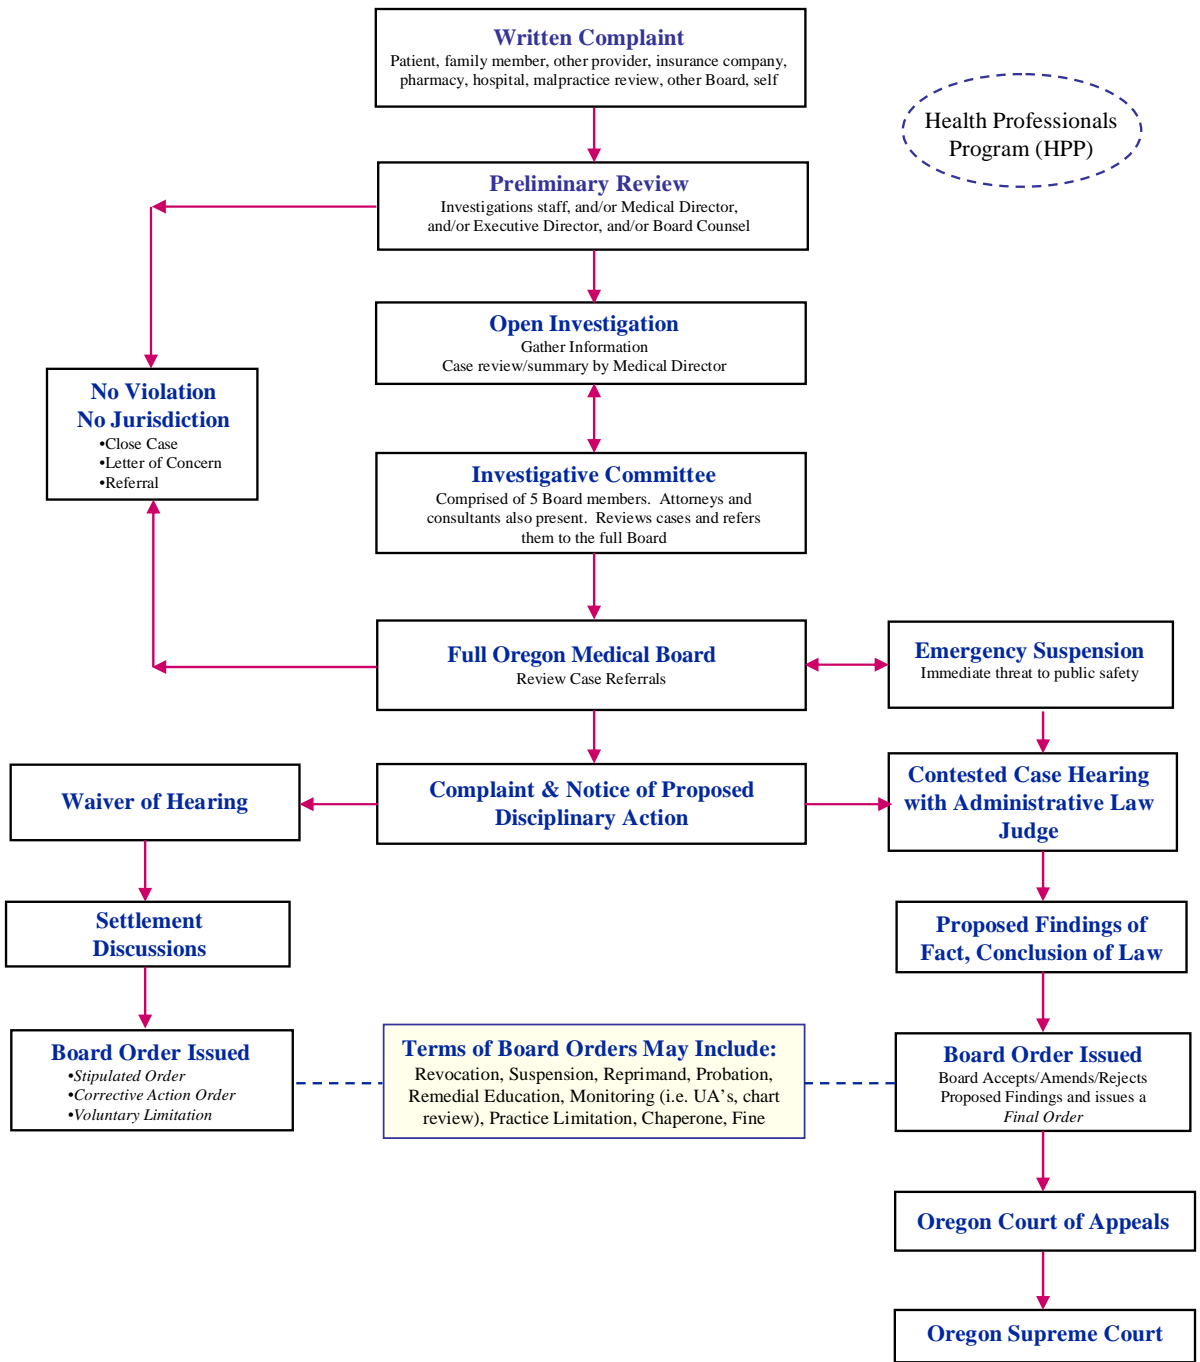 Written Complaint
Patient, family member, other provider, insurance company,
pharmacy, hospital, malpractice review, other Board, self
Health Professionals
Program (HPP)
Preliminary Review
Investigations staff, and/or Medical Director,
and/or Executive Director, and/or Board Counsel
Open Investigation
Gather Information
Case review/summary by Medical Director
No Violation
No Jurisdiction
•Close Case
•Letter of Concern
•Referral
Investigative Committee
Comprised of 5 Board members.  Attorneys and
consultants also present.  Reviews cases and refers
them to the full Board
Full Oregon Medical Board
Review Case Referrals
Emergency Suspension
Immediate threat to public safety
Waiver of Hearing
Complaint & Notice of Proposed
Disciplinary Action
Contested Case Hearing
with Administrative Law
Judge
Settlement
Discussions
Proposed Findings of
Fact, Conclusion of Law
Board Order Issued
•Stipulated Order
•Corrective Action Order
•Voluntary Limitation
Terms of Board Orders May Include:
Revocation, Suspension, Reprimand, Probation,
Remedial Education, Monitoring (i.e. UA's, chart
review), Practice Limitation, Chaperone, Fine
Board Order Issued
Board Accepts/Amends/Rejects
Proposed Findings and issues a
Final Order
Oregon Court of Appeals
Oregon Supreme Court